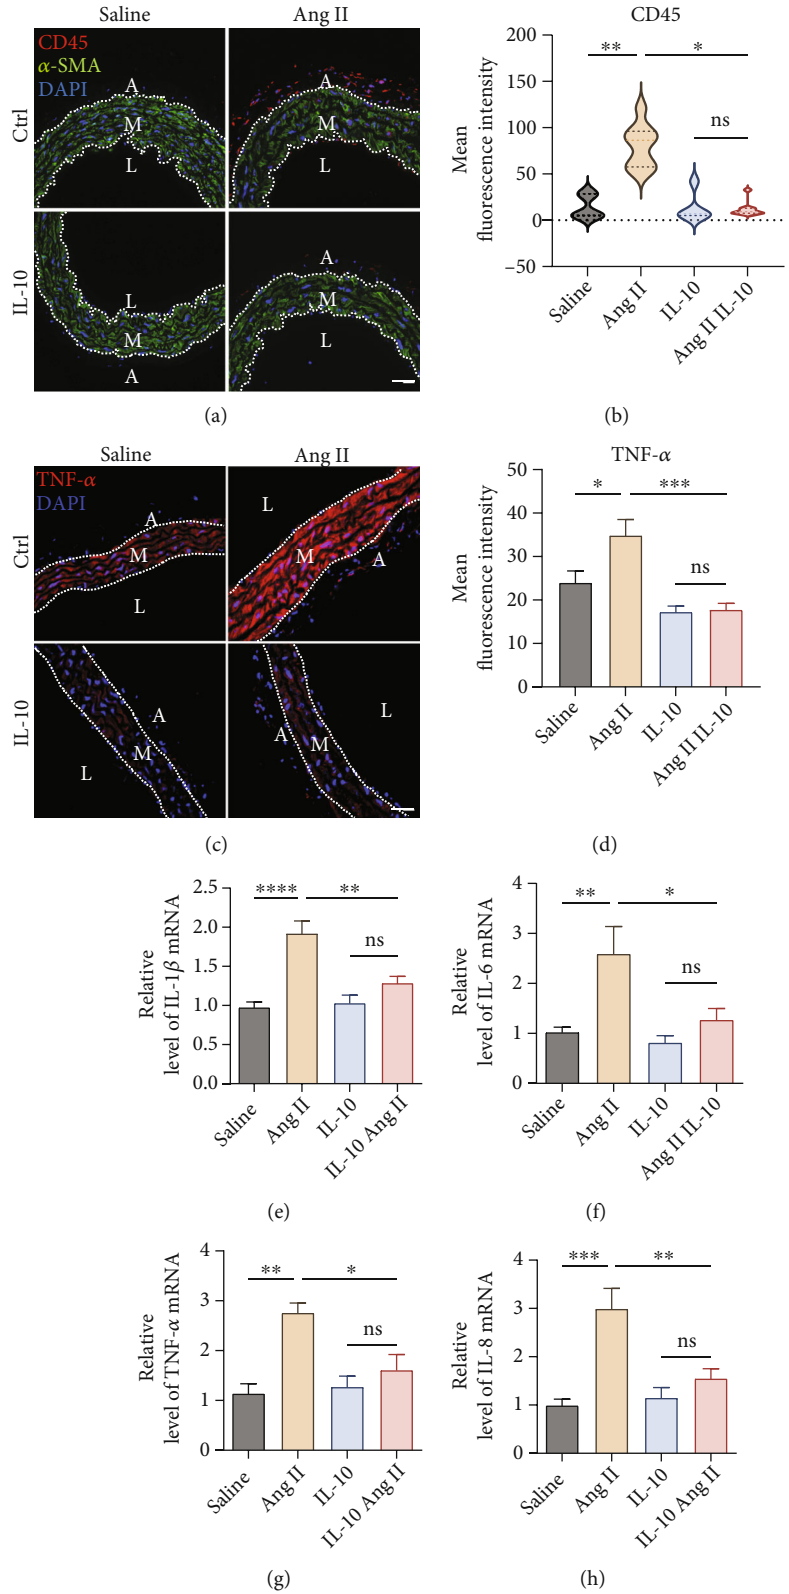 Saline
Ang II
CD45
α-SMA
DAPI
Ctrl
IL-10
A
M
L
A
M
L
L
M
A
A
M
L
(a)
CD45
Mean
fluorescence intensity
200
150
100
50
0
−50
**
*
ns
Saline
Ang II
IL-10
Ang II IL-10
(b)
Saline
Ang II
TNF-α
DAPI
Ctrl
IL-10
A
M
L
L
M
A
A
M
L
L
A
M
(c)
TNF-α
Mean
fluorescence intensity
50
40
30
20
10
0
*
***
ns
Saline
Ang II
IL-10
Ang II IL-10
(d)
Relative
level of IL-1β mRNA
2.5
2.0
1.5
1.0
0.5
0.0
****
**
ns
Saline
Ang II
IL-10
IL-10 Ang II
(e)
Relative
level of IL-6 mRNA
4
3
2
1
0
**
*
ns
Saline
Ang II
IL-10
Ang II IL-10
(f)
Relative
level of TNF-α mRNA
4
3
2
1
0
**
*
ns
Saline
Ang II
IL-10
IL-10 Ang II
(g)
Relative
level of IL-8 mRNA
4
3
2
1
0
***
**
ns
Saline
Ang II
IL-10
IL-10 Ang II
(h)